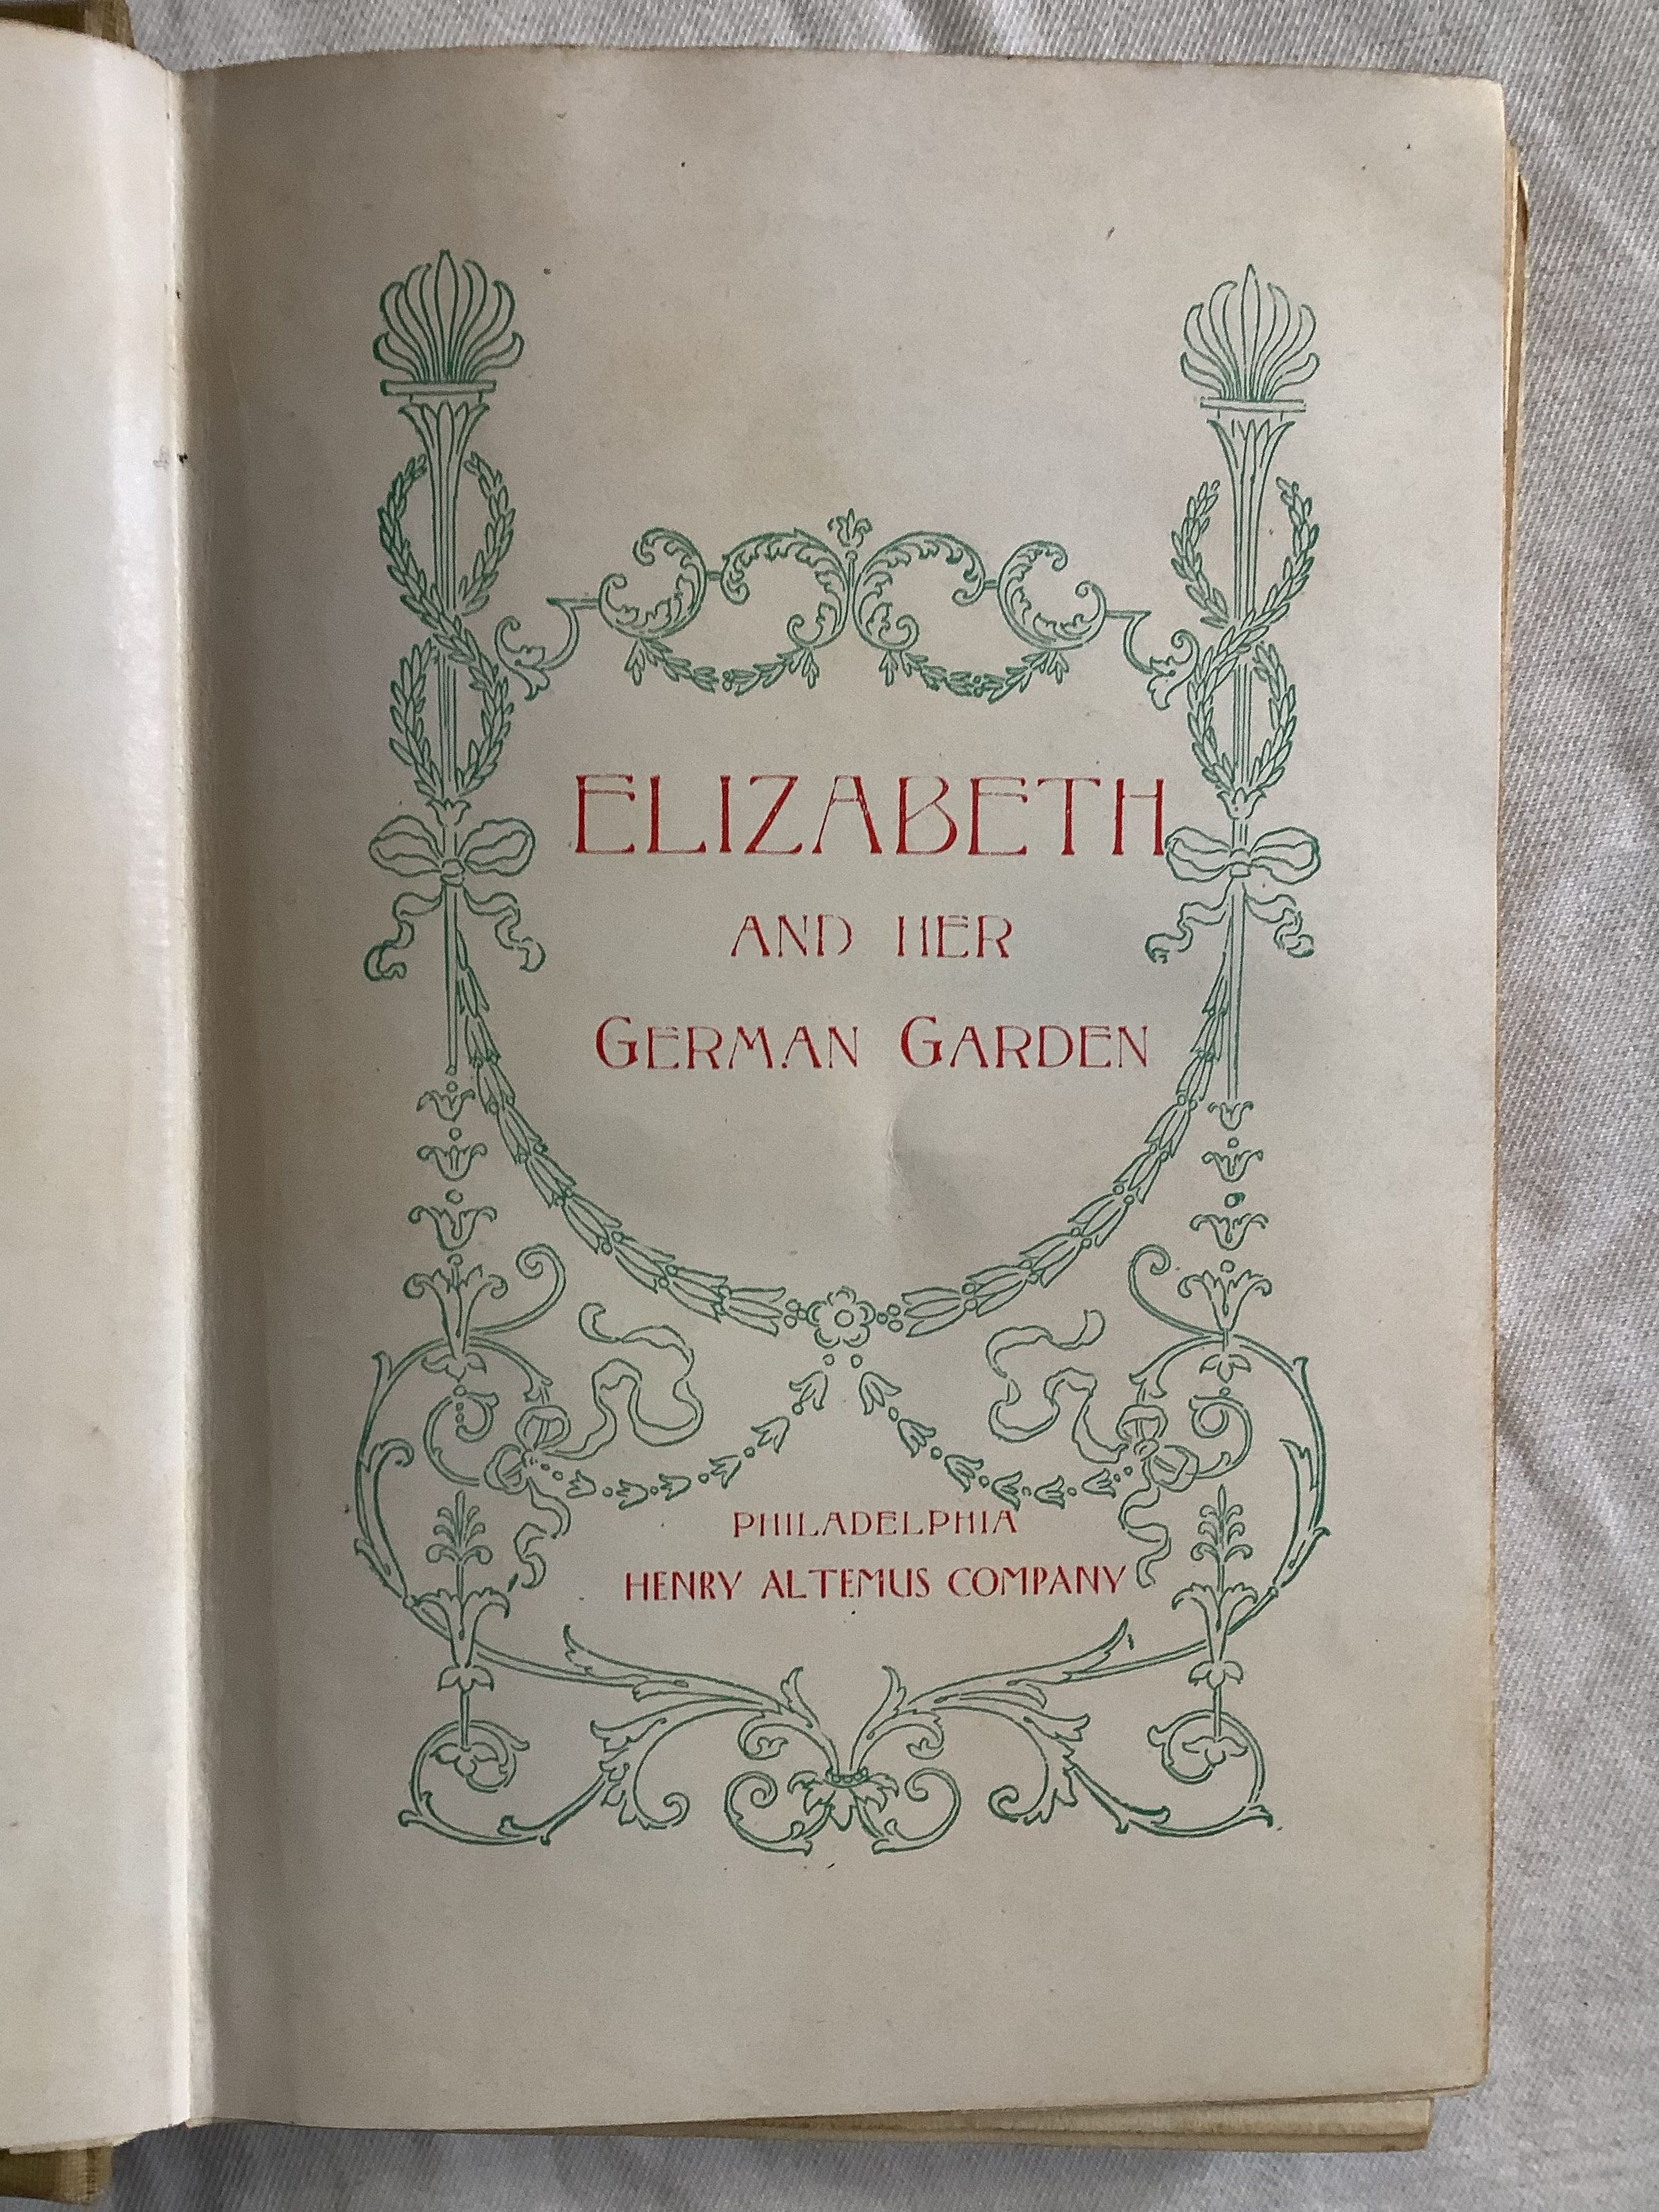 ELIZABETH
AND HER
GERMAN GARDEN
PHILADELPHIA
HENRY ALTEMUS COMPANY